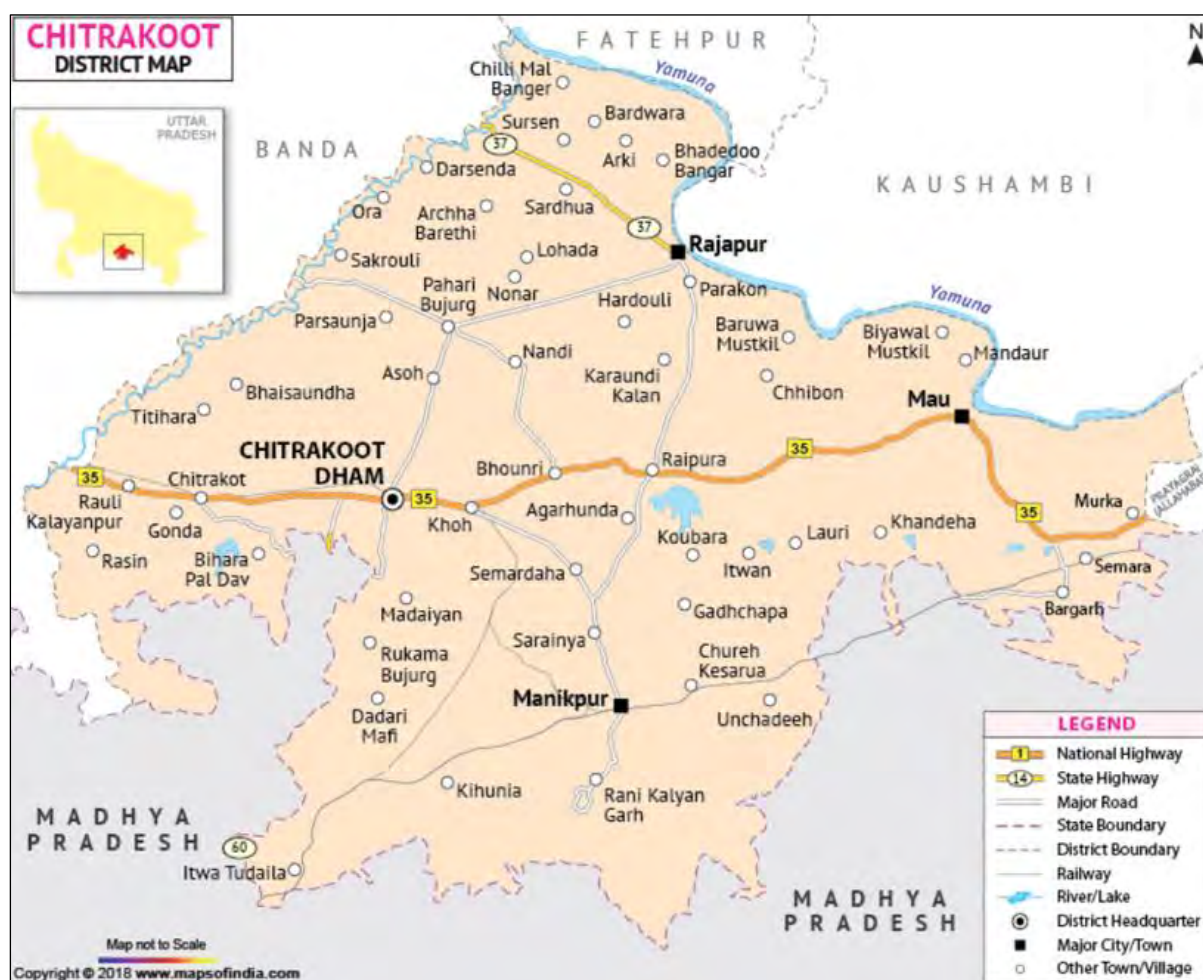 CHITRAKOOT
DISTRICT MAP
N
FATEHPUR
UTTAR
PRADESH
Yamuna
Chilli Mal
Banger
Bardwara
Sursen
37
BANDA
Arki
Bhadedoo
Bangar
Darsenda
KAUSHAMBI
Sardhua
Ora
Archha
Barethi
37
Rajapur
Lohada
Sakrouli
Nonar
Pahari
Bujurg
Hardouli
Parakon
Yamuna
Parsaunja
Baruwa
Mustkil
Biyawal
Mustkil
Nandi
Mandaur
Asoh
Karaundi
Kalan
Chhibon
Bhaisaundha
Titihara
Mau
CHITRAKOOT
DHAM
35
Bhounri
Raipura
35
Chitrakot
35
Rauli
Kalayanpur
Khoh
PRAYAGRAJ
(ALLAHABAD)
Murka
35
Gonda
Agarhunda
Khandeha
Koubara
Lauri
Rasin
Bihara
Pal Dav
Itwan
Semardaha
Semara
Madaiyan
Gadhchapa
Bargarh
Sarainya
Rukama
Bujurg
Chureh
Kesarua
Manikpur
Unchadeeh
Dadari
Mafi
LEGEND
1 National Highway
14 State Highway
Major Road
State Boundary
District Boundary
Railway
River/Lake
District Headquarter
Major City/Town
Other Town/Village
Kihunia
Rani Kalyan
Garh
MADHYA
PRADESH
60
Itwa Tudaila
MADHYA
PRADESH
Map not to Scale
Copyright © 2018 www.mapsofindia.com